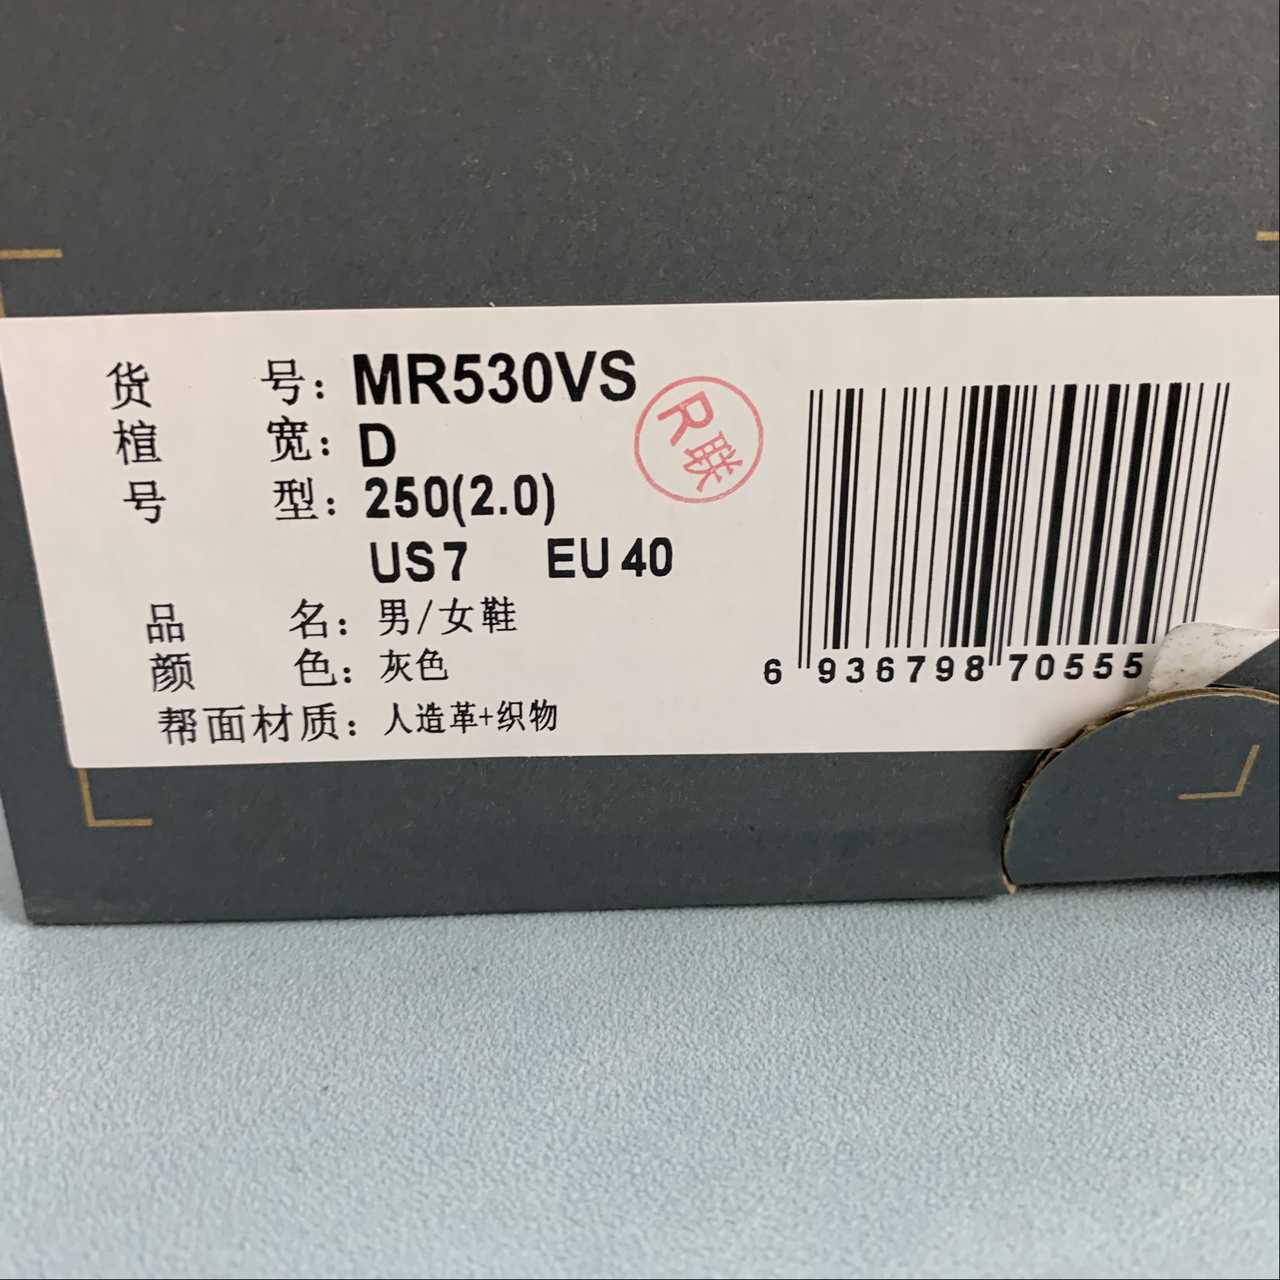 货 号：MR530VS
楦 宽：D
号 型：250(2.0)
US7 EU40
品 名：男/女鞋
颜 色：灰色
帮面材质：人造革+织物
R联
6 936798 70555